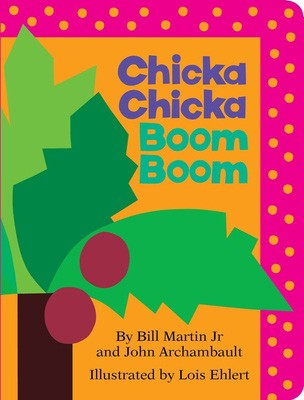 Chicka
Chicka
Boom
Boom
By Bill Martin Jr
and John Archambault
Illustrated by Lois Ehlert